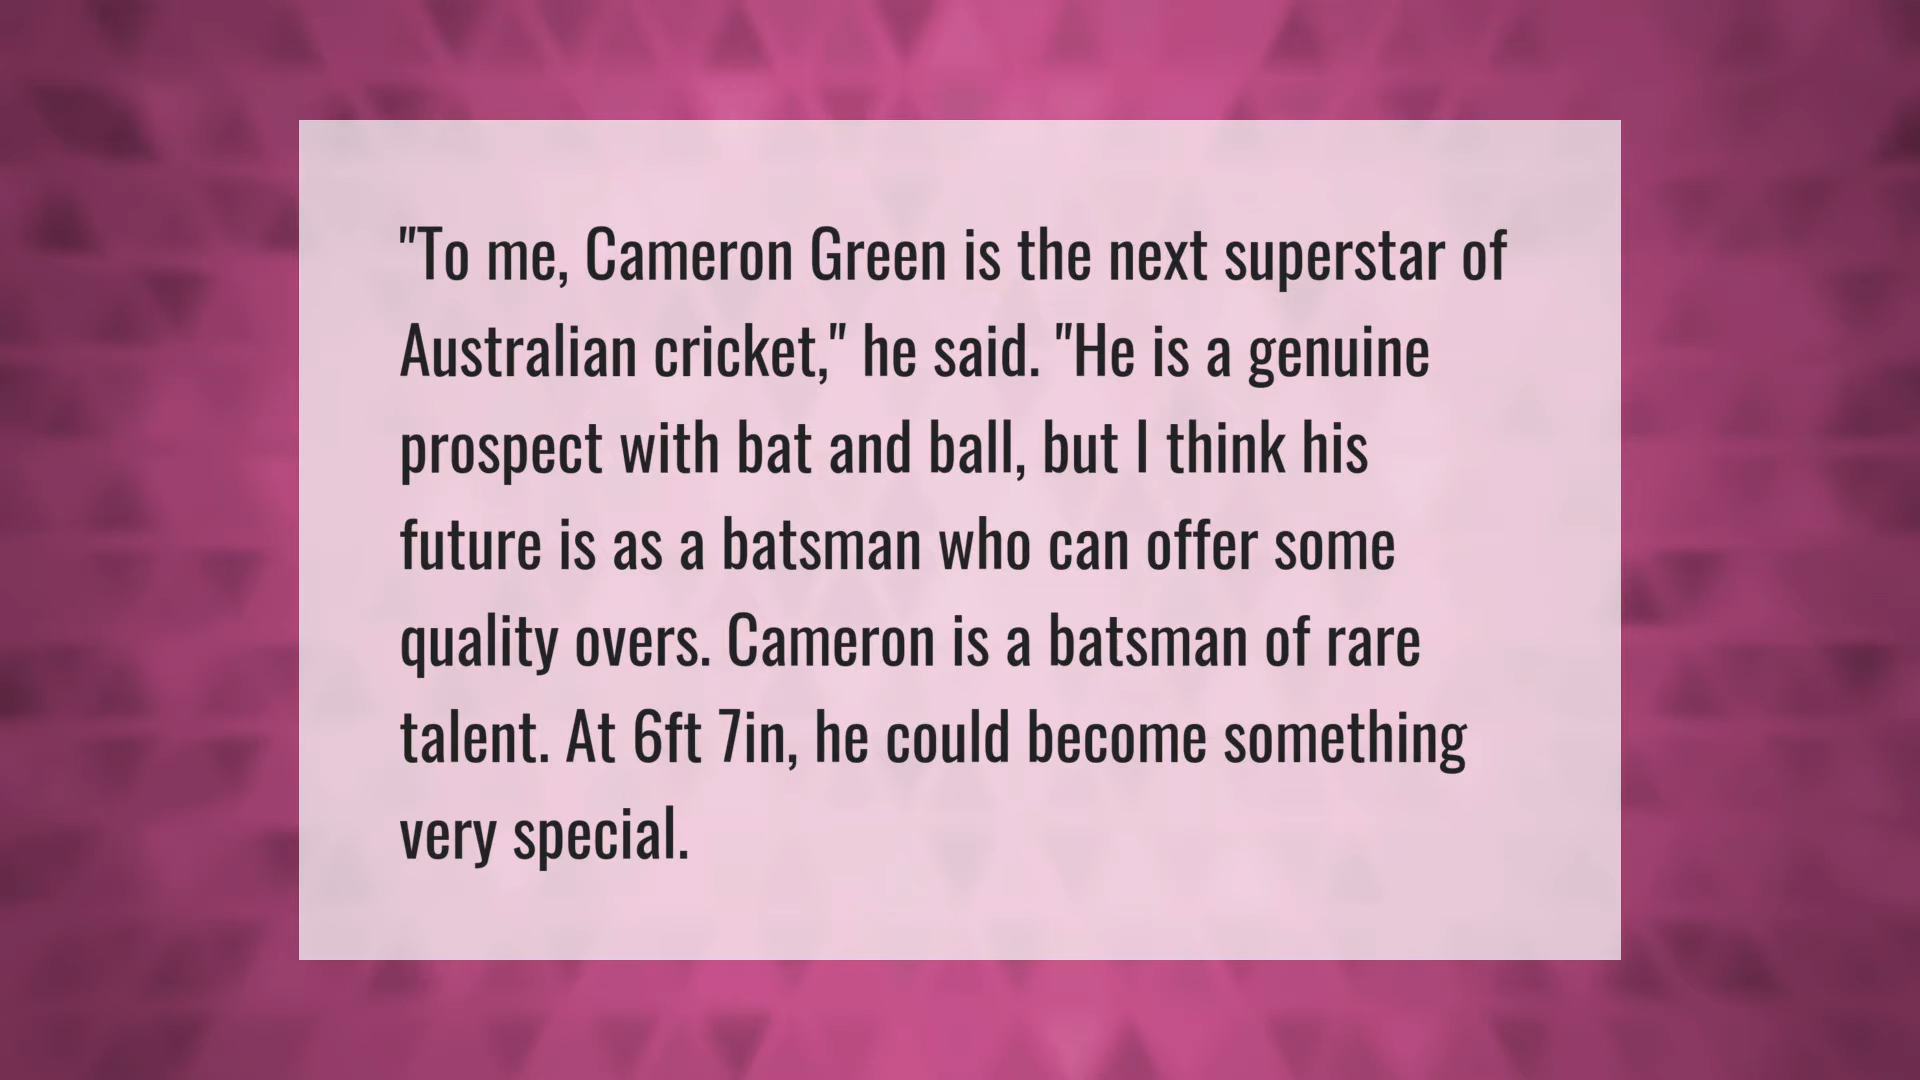 "To me, Cameron Green is the next superstar of
Australian cricket," he said. "He is a genuine
prospect with bat and ball, but I think his
future is as a batsman who can offer some
quality overs. Cameron is a batsman of rare
talent. At 6ft 7in, he could become something
very special.